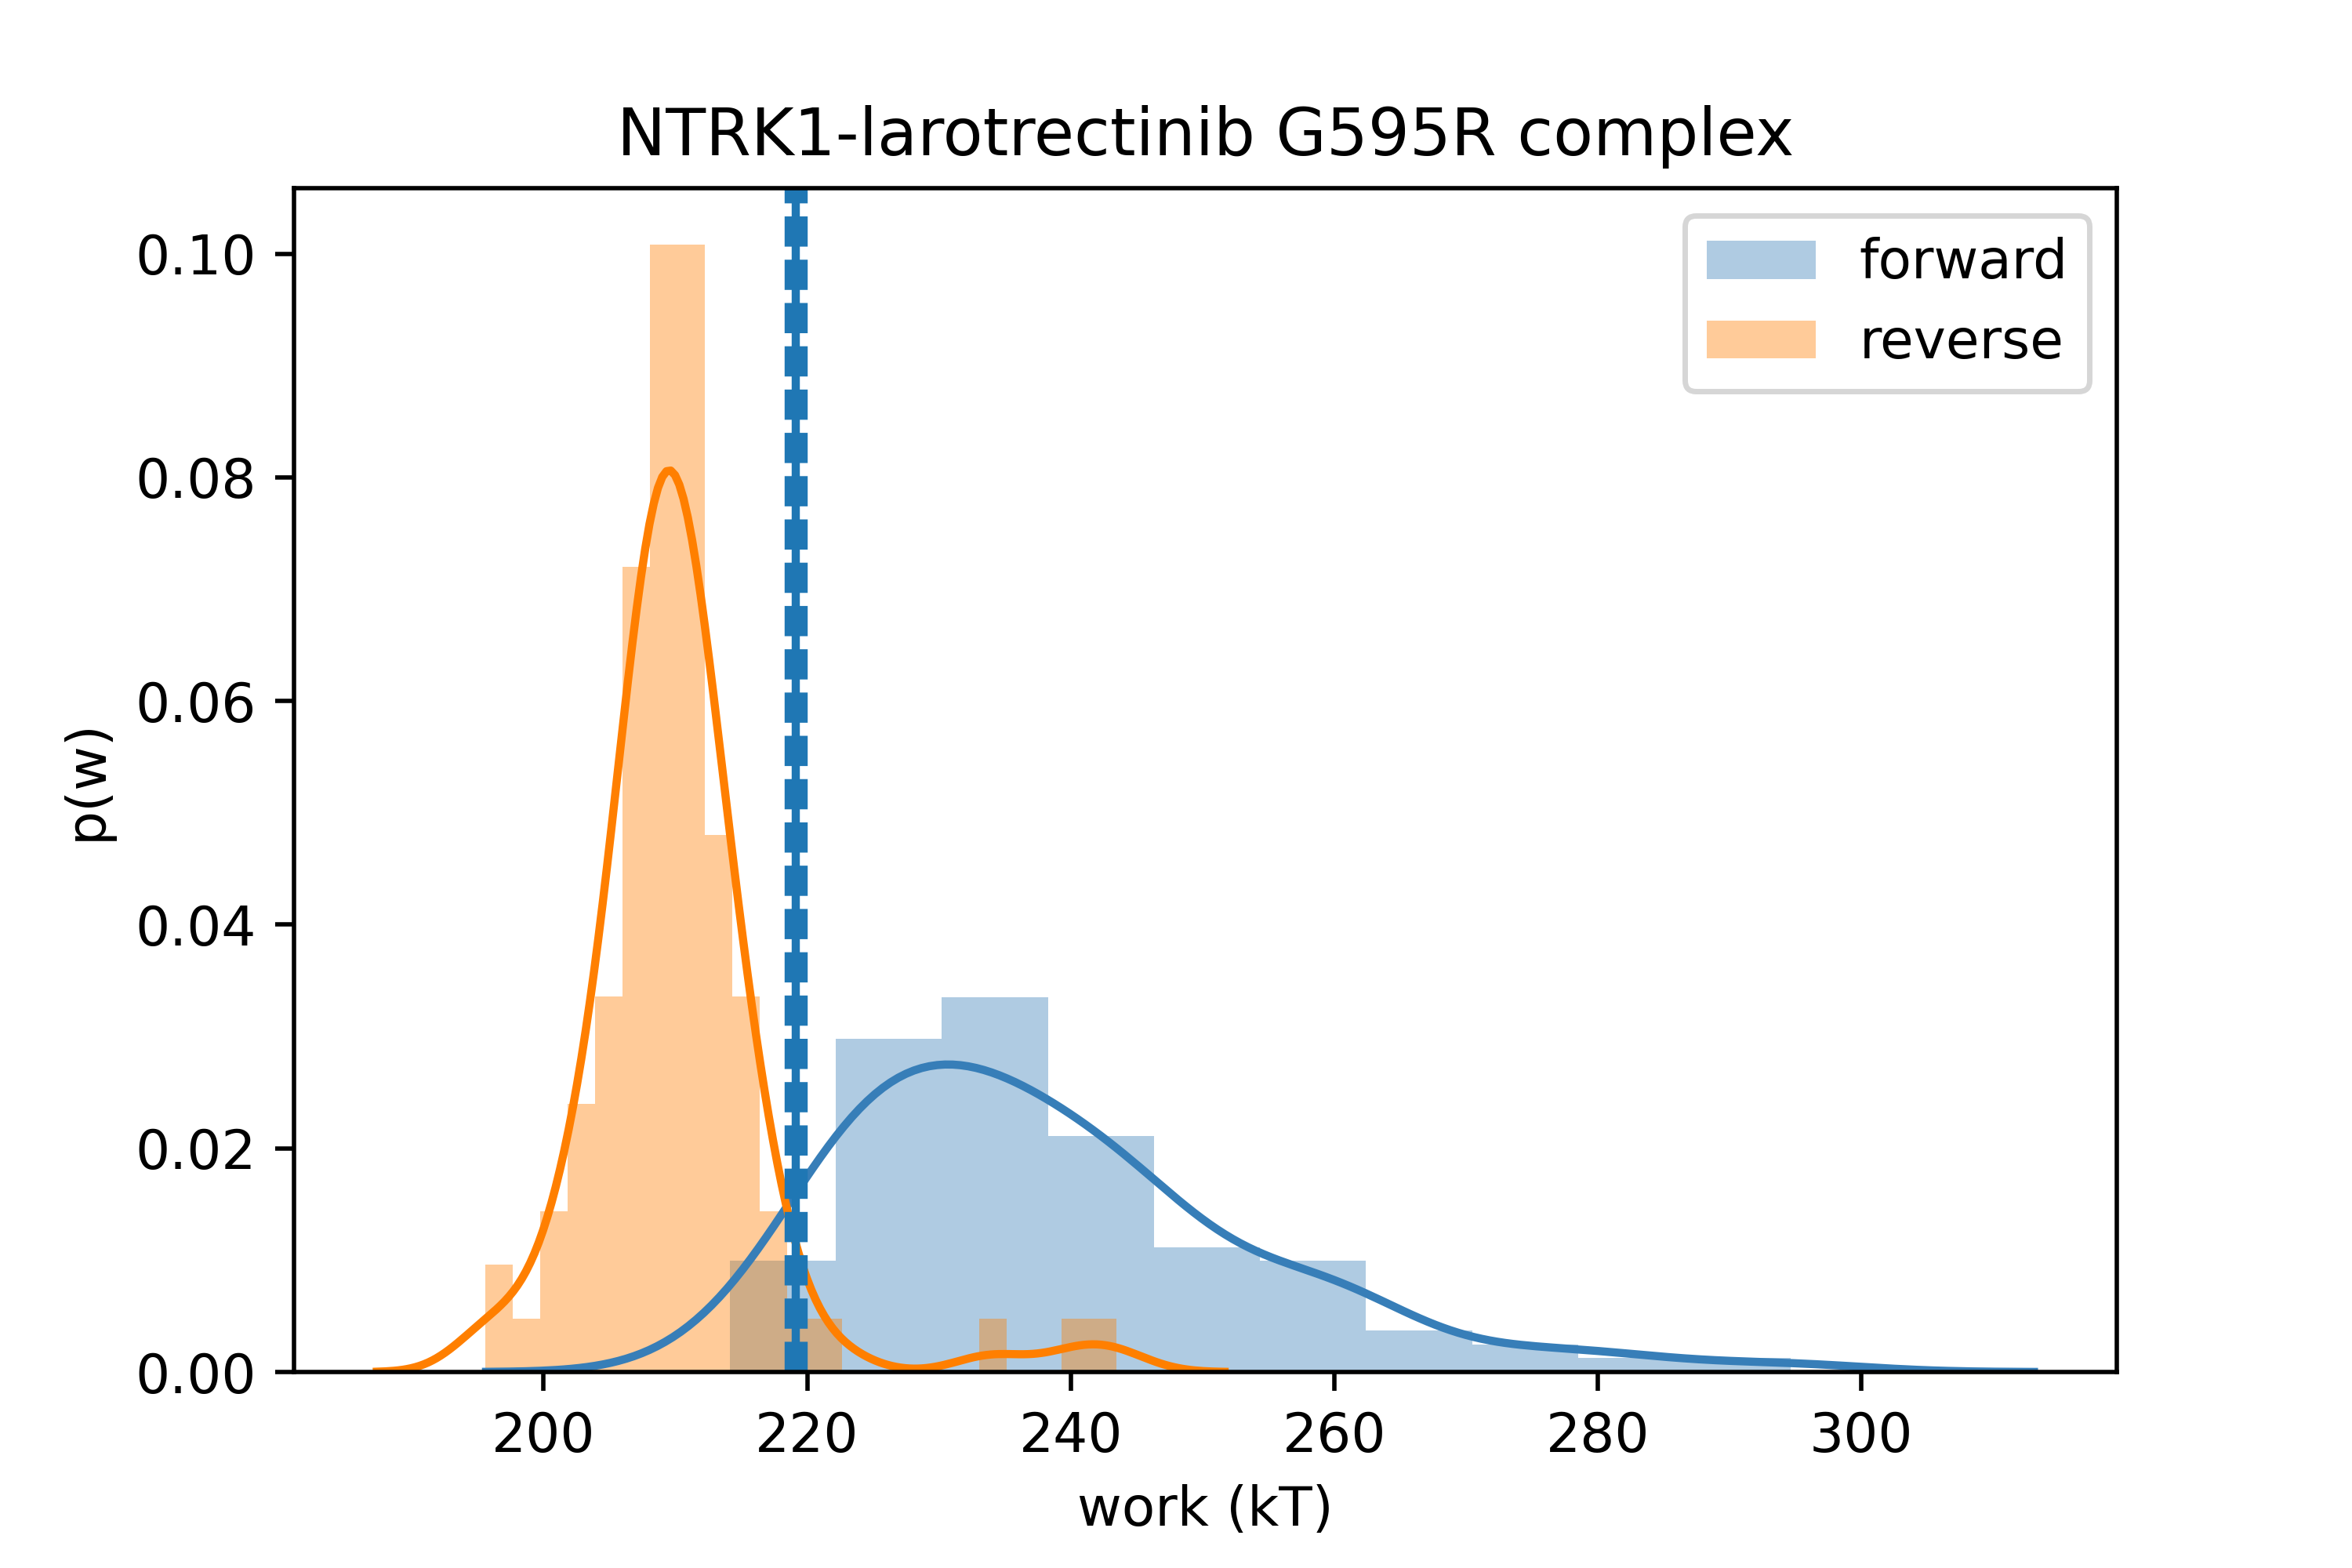 NTRK1-larotrectinib G595R complex
forward
reverse
0.10
0.08
0.06
0.04
0.02
0.00
p(w)
200 220 240 260 280 300
work (kT)